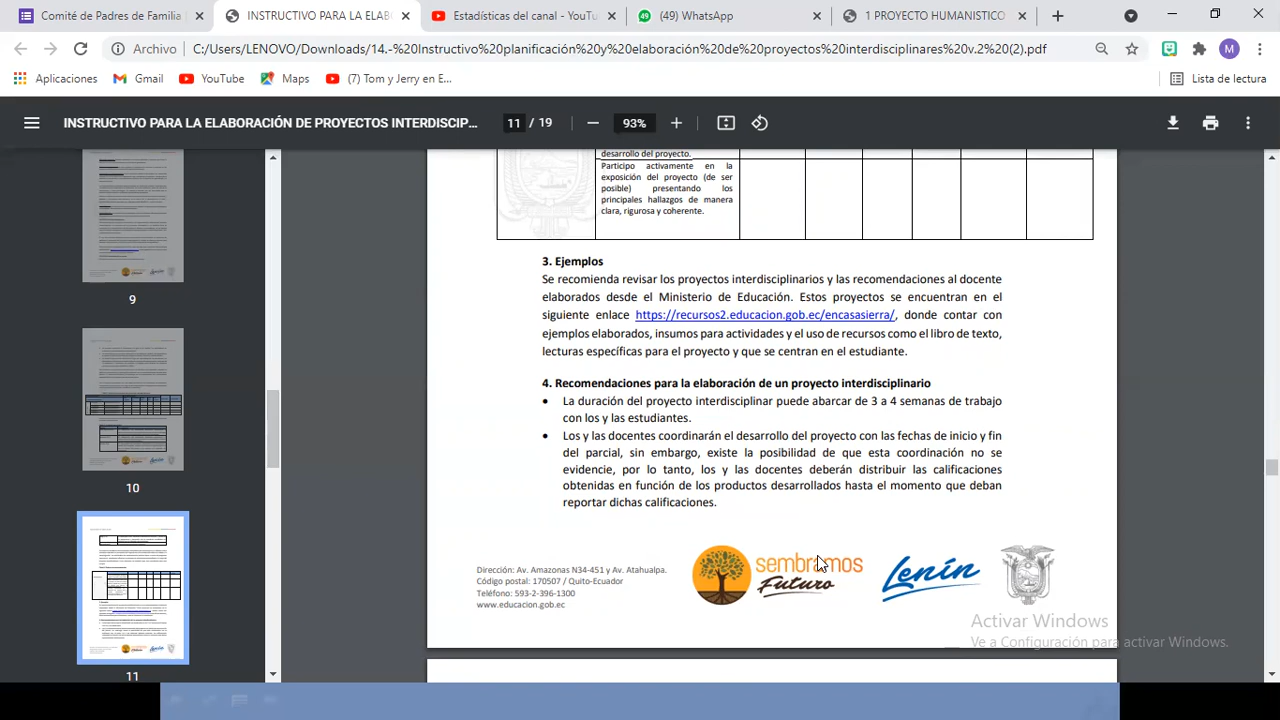 Comité de Padres de Familia
INSTRUCTIVO PARA LA ELAB
Estadísticas del canal - YouTu
(49) WhatsApp
1 PROYECTO HUMANISTICO
Archivo
C:/Users/LENOVO/Downloads/14.-%20Instructivo%20planificación%20y%20elaboración%20de%20proyectos%20interdisciplinares%20v.2%20(2).pdf
M
Aplicaciones
Gmail
YouTube
Maps
(7) Tom y Jerry en E...
Lista de lectura
INSTRUCTIVO PARA LA ELABORACIÓN DE PROYECTOS INTERDISCIP...
11 / 19
93%
9
10
11
desarrollo del proyecto.
Participo activamente en la
exposición del proyecto (de ser
posible) presentando los
principales hallazgos de manera
clara, rigurosa y coherente.
3. Ejemplos
Se recomienda revisar los proyectos interdisciplinarios y las recomendaciones al docente
elaborados desde el Ministerio de Educación. Estos proyectos se encuentran en el
siguiente enlace https://recursos2.educacion.gob.ec/encasasierra/, donde contar con
ejemplos elaborados, insumos para actividades y el uso de recursos como el libro de texto,
lecturas específicas para el proyecto y que se centran en el estudiante.
4. Recomendaciones para la elaboración de un proyecto interdisciplinario
• La duración del proyecto interdisciplinar puede abarcar de 3 a 4 semanas de trabajo
con los y las estudiantes.
• Los y las docentes coordinarán el desarrollo del proyecto con las fechas de inicio y fin
del parcial, sin embargo, existe la posibilidad de que esta coordinación no se
evidencie, por lo tanto, los y las docentes deberán distribuir las calificaciones
obtenidas en función de los productos desarrollados hasta el momento que deban
reportar dichas calificaciones.
Dirección: Av. Amazonas N34-451 y Av. Atahualpa.
Código postal: 170507 / Quito-Ecuador
Teléfono: 593-2-396-1300
www.educacion.gob.ec
sembramos
Futuro
Lenín
Activar Windows
Ve a Configuración para activar Windows.